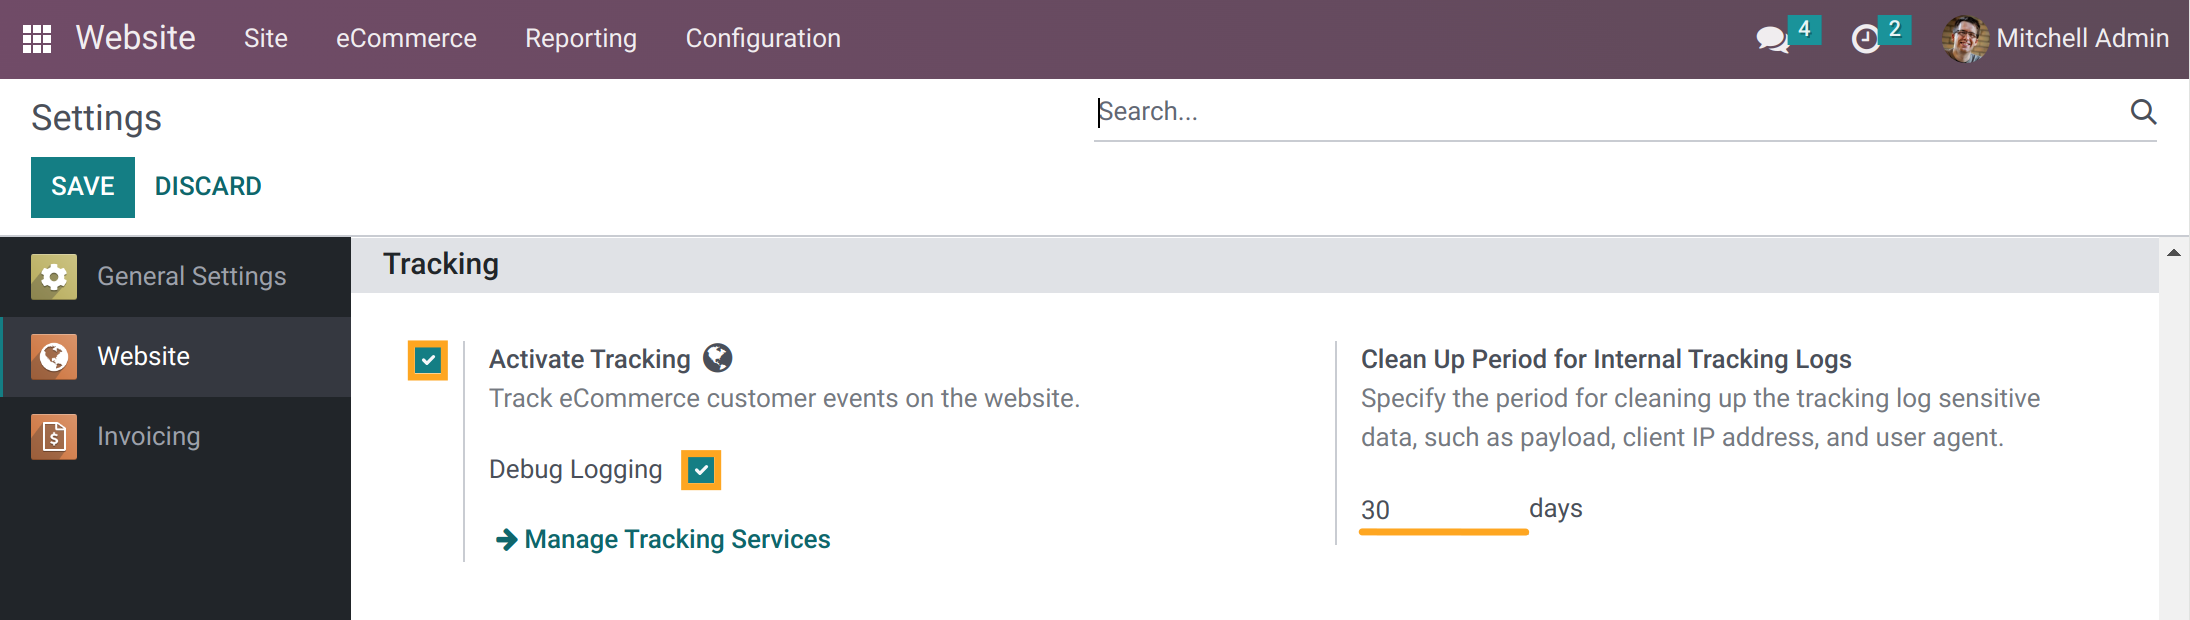 Website Site eCommerce Reporting Configuration 4 2 Mitchell Admin
Settings Search...
SAVE DISCARD
General Settings
Website
Invoicing
Tracking
Activate Tracking
Track eCommerce customer events on the website.
Debug Logging
Manage Tracking Services
Clean Up Period for Internal Tracking Logs
Specify the period for cleaning up the tracking log sensitive
data, such as payload, client IP address, and user agent.
30 days